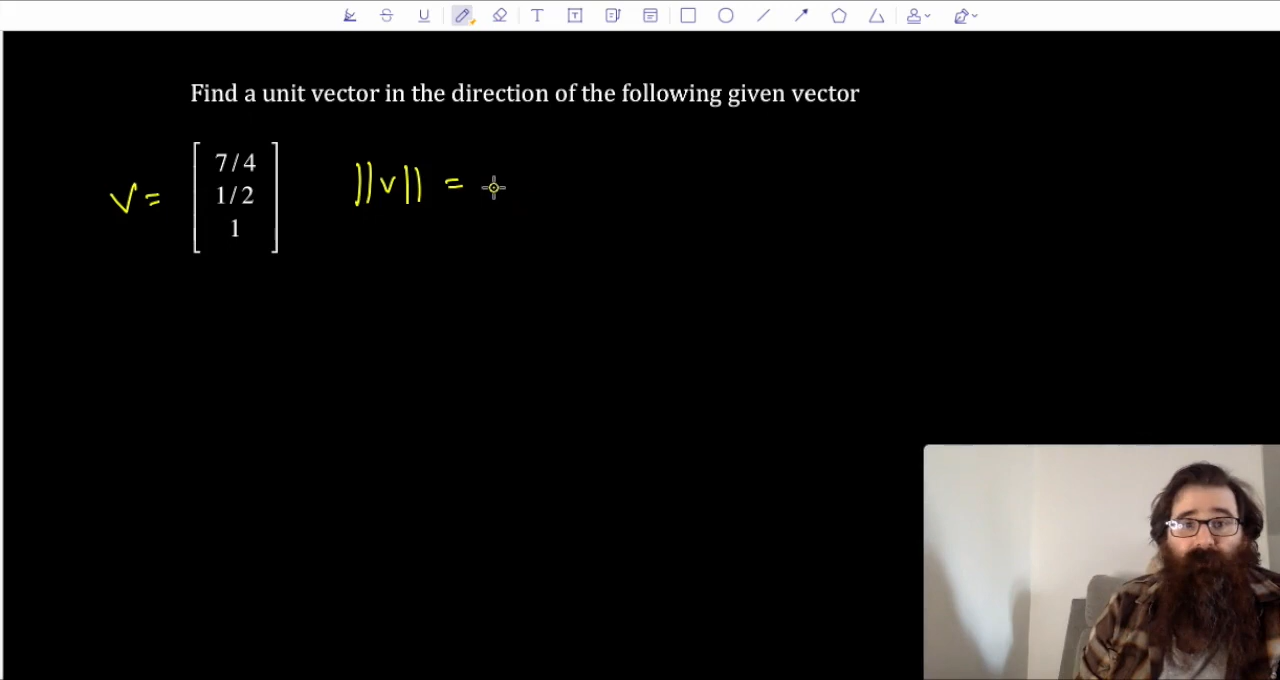 Find a unit vector in the direction of the following given vector
V = [ 7/4 ||v|| =
1/2
1 ]